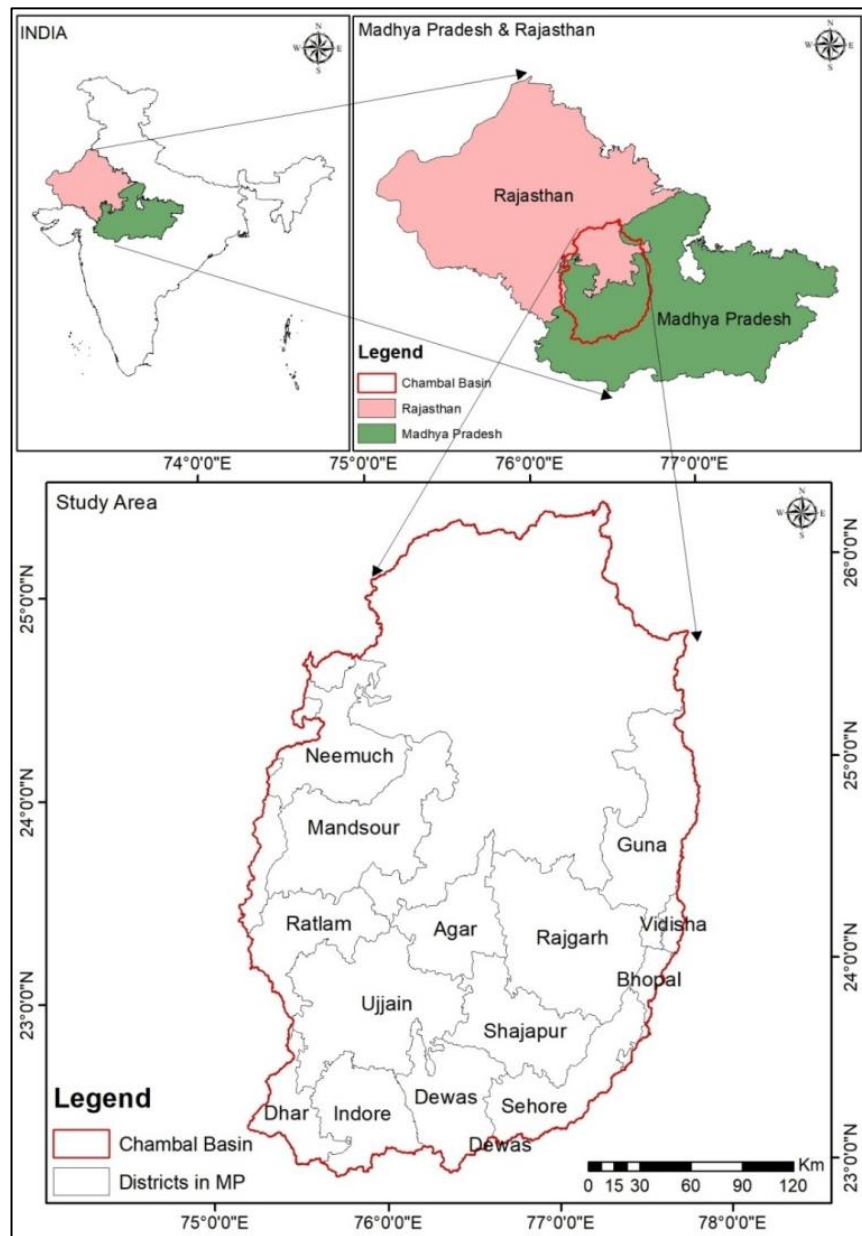 INDIA
N
W E
S
Madhya Pradesh & Rajasthan
N
W E
S
Rajasthan
Madhya Pradesh
Legend
Chambal Basin
Rajasthan
Madhya Pradesh
74°0'0"E 75°0'0"E 76°0'0"E 77°0'0"E
Study Area
N
W E
S
26°0'0"N
25°0'0"N
Neemuch
25°0'0"N
24°0'0"N
Mandsour
Guna
Ratlam
Agar
Rajgarh
Vidisha
24°0'0"N
Bhopal
23°0'0"N
Ujjain
Shajapur
Legend
Chambal Basin
Districts in MP
Dhar
Indore
Dewas
Sehore
Dewas
23°0'0"N
Km
0 15 30 60 90 120
75°0'0"E 76°0'0"E 77°0'0"E 78°0'0"E